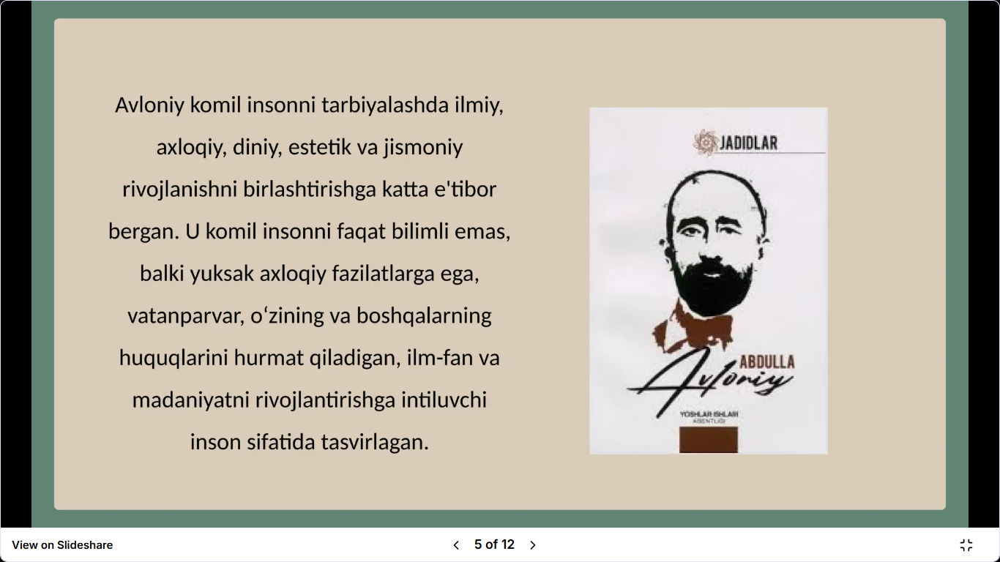 Avloniy komil insonni tarbiyalashda ilmiy,
axloqiy, diniy, estetik va jismoniy
rivojlanishni birlashtirishga katta e'tibor
bergan. U komil insonni faqat bilimli emas,
balki yuksak axloqiy fazilatlarga ega,
vatanparvar, o‘zining va boshqalarning
huquqlarini hurmat qiladigan, ilm-fan va
madaniyatni rivojlantirishga intiluvchi
inson sifatida tasvirlagan.
JADIDLAR
ABDULLA
Avloniy
YOSHLAR ISHLARI
AGENTLIGI
View on Slideshare
5 of 12